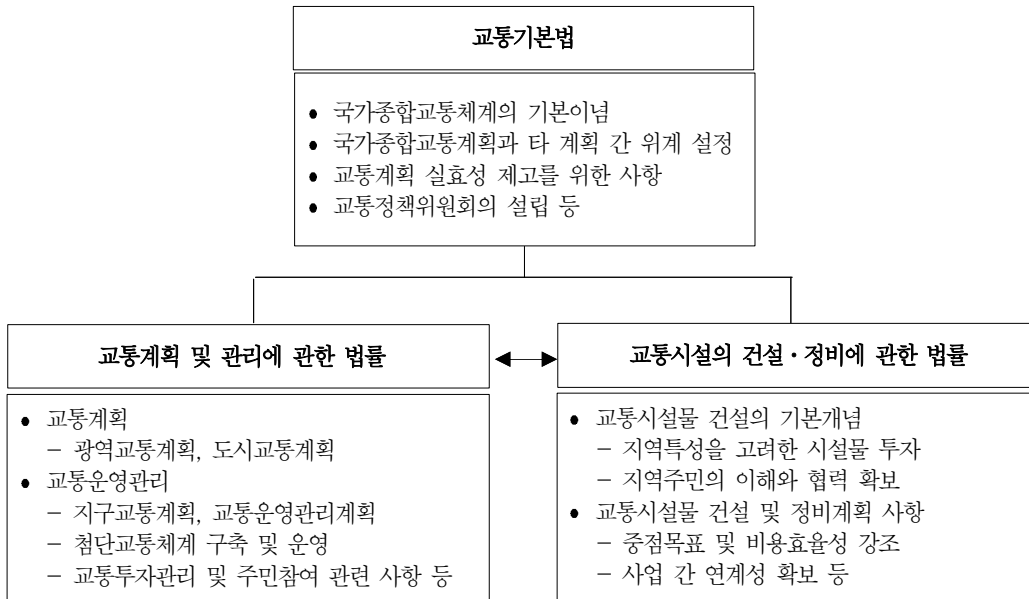 교통기본법
• 국가종합교통체계의 기본이념
• 국가종합교통계획과 타 계획 간 위계 설정
• 교통계획 실효성 제고를 위한 사항
• 교통정책위원회의 설립 등
교통계획 및 관리에 관한 법률
• 교통계획
– 광역교통계획, 도시교통계획
• 교통운영관리
– 지구교통계획, 교통운영관리계획
– 첨단교통체계 구축 및 운영
– 교통투자관리 및 주민참여 관련 사항 등
교통시설의 건설·정비에 관한 법률
• 교통시설물 건설의 기본개념
– 지역특성을 고려한 시설물 투자
– 지역주민의 이해와 협력 확보
• 교통시설물 건설 및 정비계획 사항
– 중점목표 및 비용효율성 강조
– 사업 간 연계성 확보 등